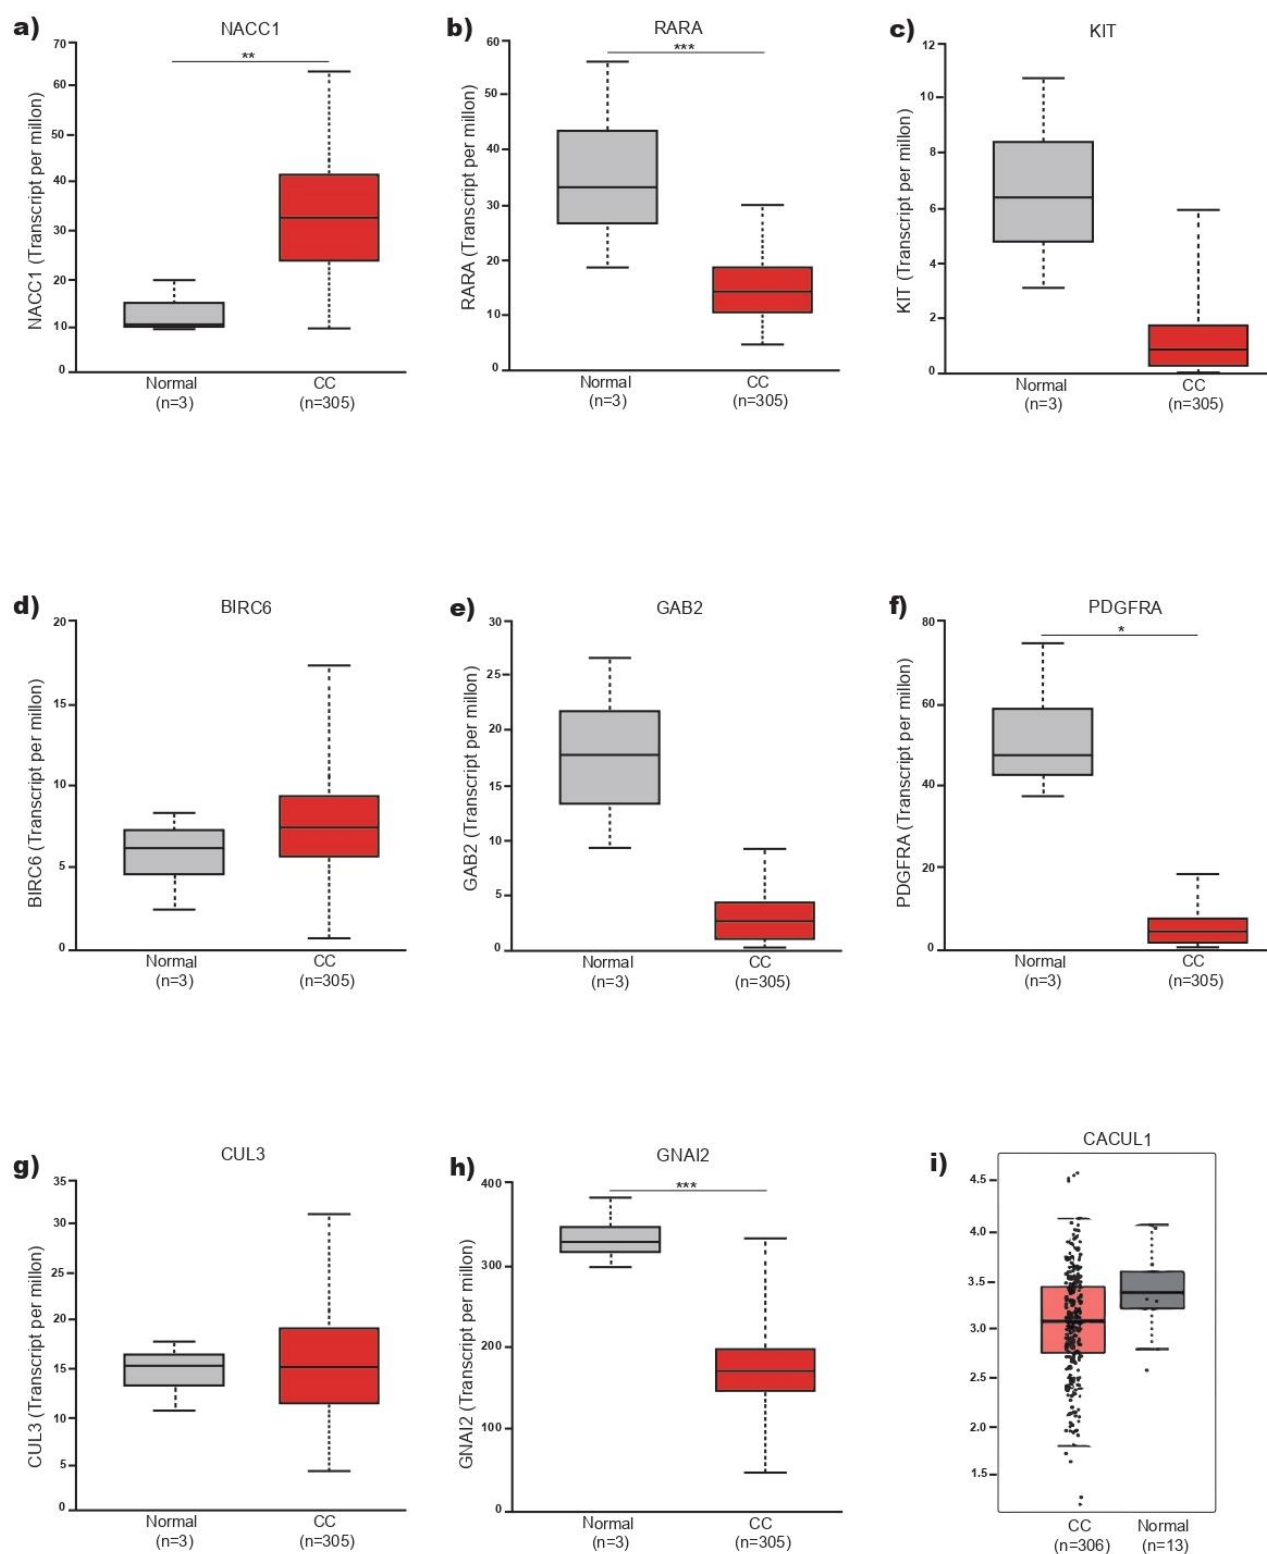 a)
NACC1
**
NACC1 (Transcript per millon)
70
60
50
40
30
20
10
0
Normal
(n=3)
CC
(n=305)
b)
RARA
***
RARA (Transcript per millon)
60
50
40
30
20
10
0
Normal
(n=3)
CC
(n=305)
c)
KIT
KIT (Transcript per millon)
12
10
8
6
4
2
0
Normal
(n=3)
CC
(n=305)
d)
BIRC6
BIRC6 (Transcript per millon)
20
15
10
5
0
Normal
(n=3)
CC
(n=305)
e)
GAB2
GAB2 (Transcript per millon)
30
25
20
15
10
5
0
Normal
(n=3)
CC
(n=305)
f)
PDGFRA
*
PDGFRA (Transcript per millon)
80
60
40
20
0
Normal
(n=3)
CC
(n=305)
g)
CUL3
CUL3 (Transcript per millon)
35
30
25
20
15
10
5
0
Normal
(n=3)
CC
(n=305)
h)
GNAI2
***
GNAI2 (Transcript per millon)
400
300
200
100
0
Normal
(n=3)
CC
(n=305)
i)
CACUL1
4.5
4.0
3.5
3.0
2.5
2.0
1.5
CC
(n=306)
Normal
(n=13)